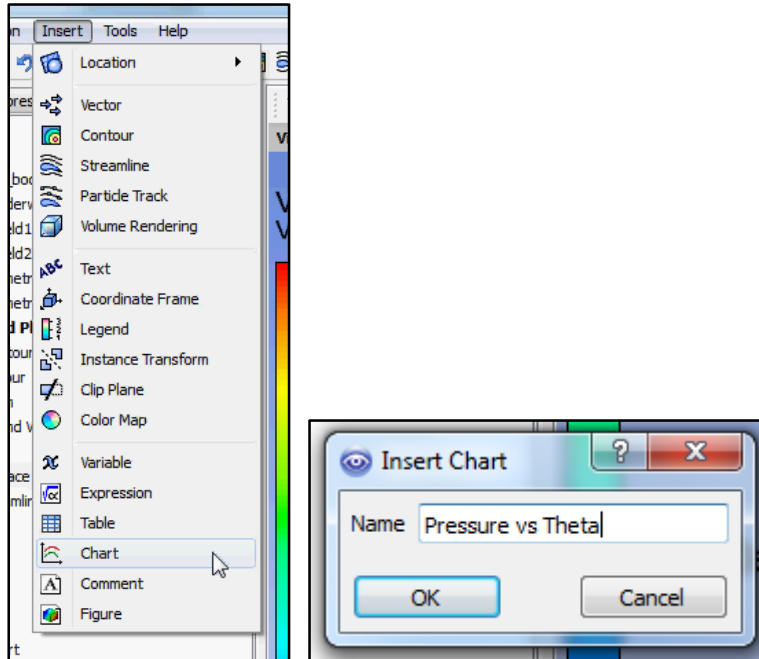 Insert Tools Help
Location
Vector
Contour
Streamline
Particle Track
Volume Rendering
ABC Text
Coordinate Frame
Legend
Instance Transform
Clip Plane
Color Map
Variable
Expression
Table
Chart
Comment
Figure
Insert Chart
Name Pressure vs Theta
OK Cancel